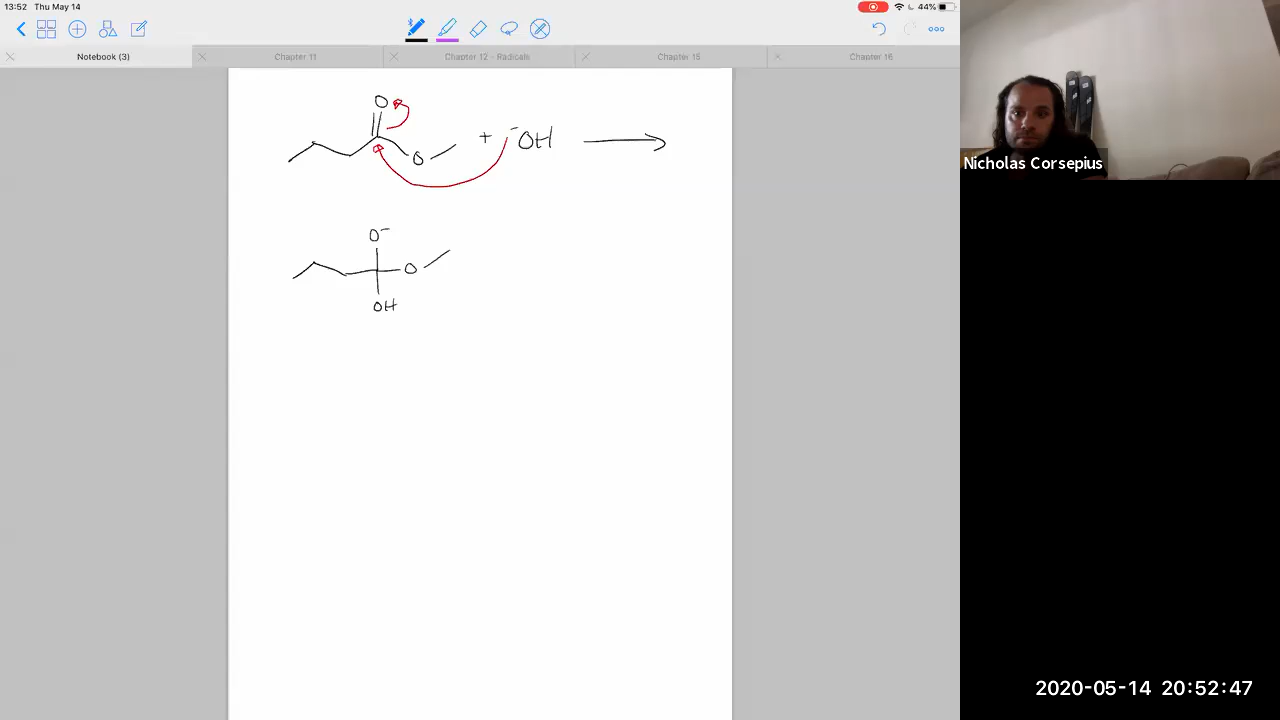 13:52 Thu May 14
44%
Notebook (3) Chapter 11 Chapter 12 - Radicals Chapter 15 Chapter 16
O
O + ⁻OH
O⁻
O
OH
Nicholas Corsepius
2020-05-14 20:52:47